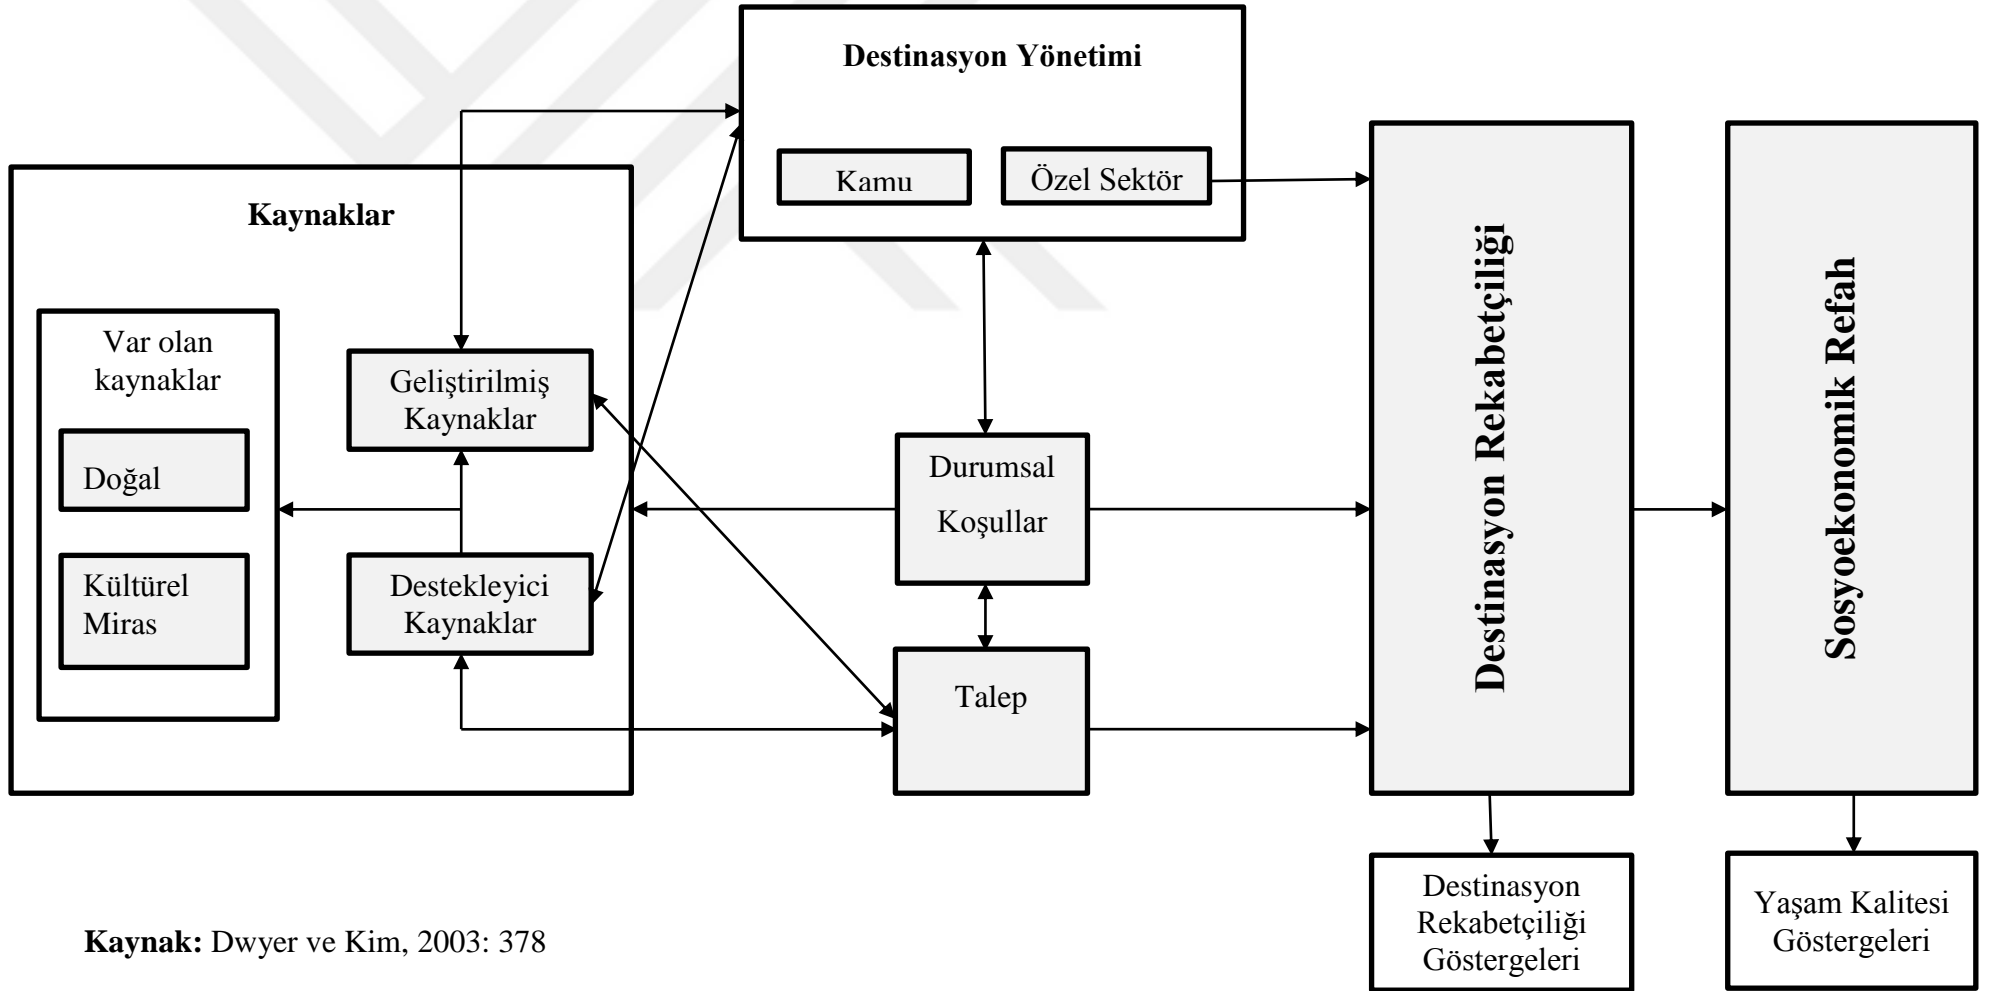 Destinasyon Yönetimi
Kamu
Özel Sektör
Kaynaklar
Var olan
kaynaklar
Doğal
Kültürel
Miras
Geliştirilmiş
Kaynaklar
Destekleyici
Kaynaklar
Durumsal
Koşullar
Talep
Destinasyon Rekabetçiliği
Sosyoekonomik Refah
Destinasyon
Rekabetçiliği
Göstergeleri
Yaşam Kalitesi
Göstergeleri
Kaynak: Dwyer ve Kim, 2003: 378